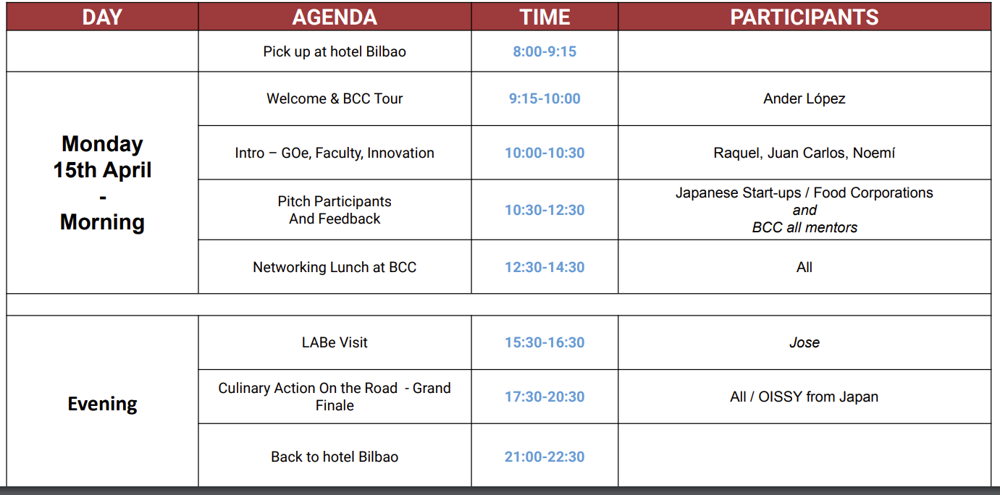 DAY AGENDA TIME PARTICIPANTS
Pick up at hotel Bilbao 8:00-9:15
Monday
15th April
-
Morning
Welcome & BCC Tour 9:15-10:00 Ander López
Intro – GOe, Faculty, Innovation 10:00-10:30 Raquel, Juan Carlos, Noemí
Pitch Participants
And Feedback
10:30-12:30
Japanese Start-ups / Food Corporations
and
BCC all mentors
Networking Lunch at BCC 12:30-14:30 All
Evening
LABe Visit 15:30-16:30 Jose
Culinary Action On the Road - Grand
Finale
17:30-20:30
All / OISSY from Japan
Back to hotel Bilbao 21:00-22:30